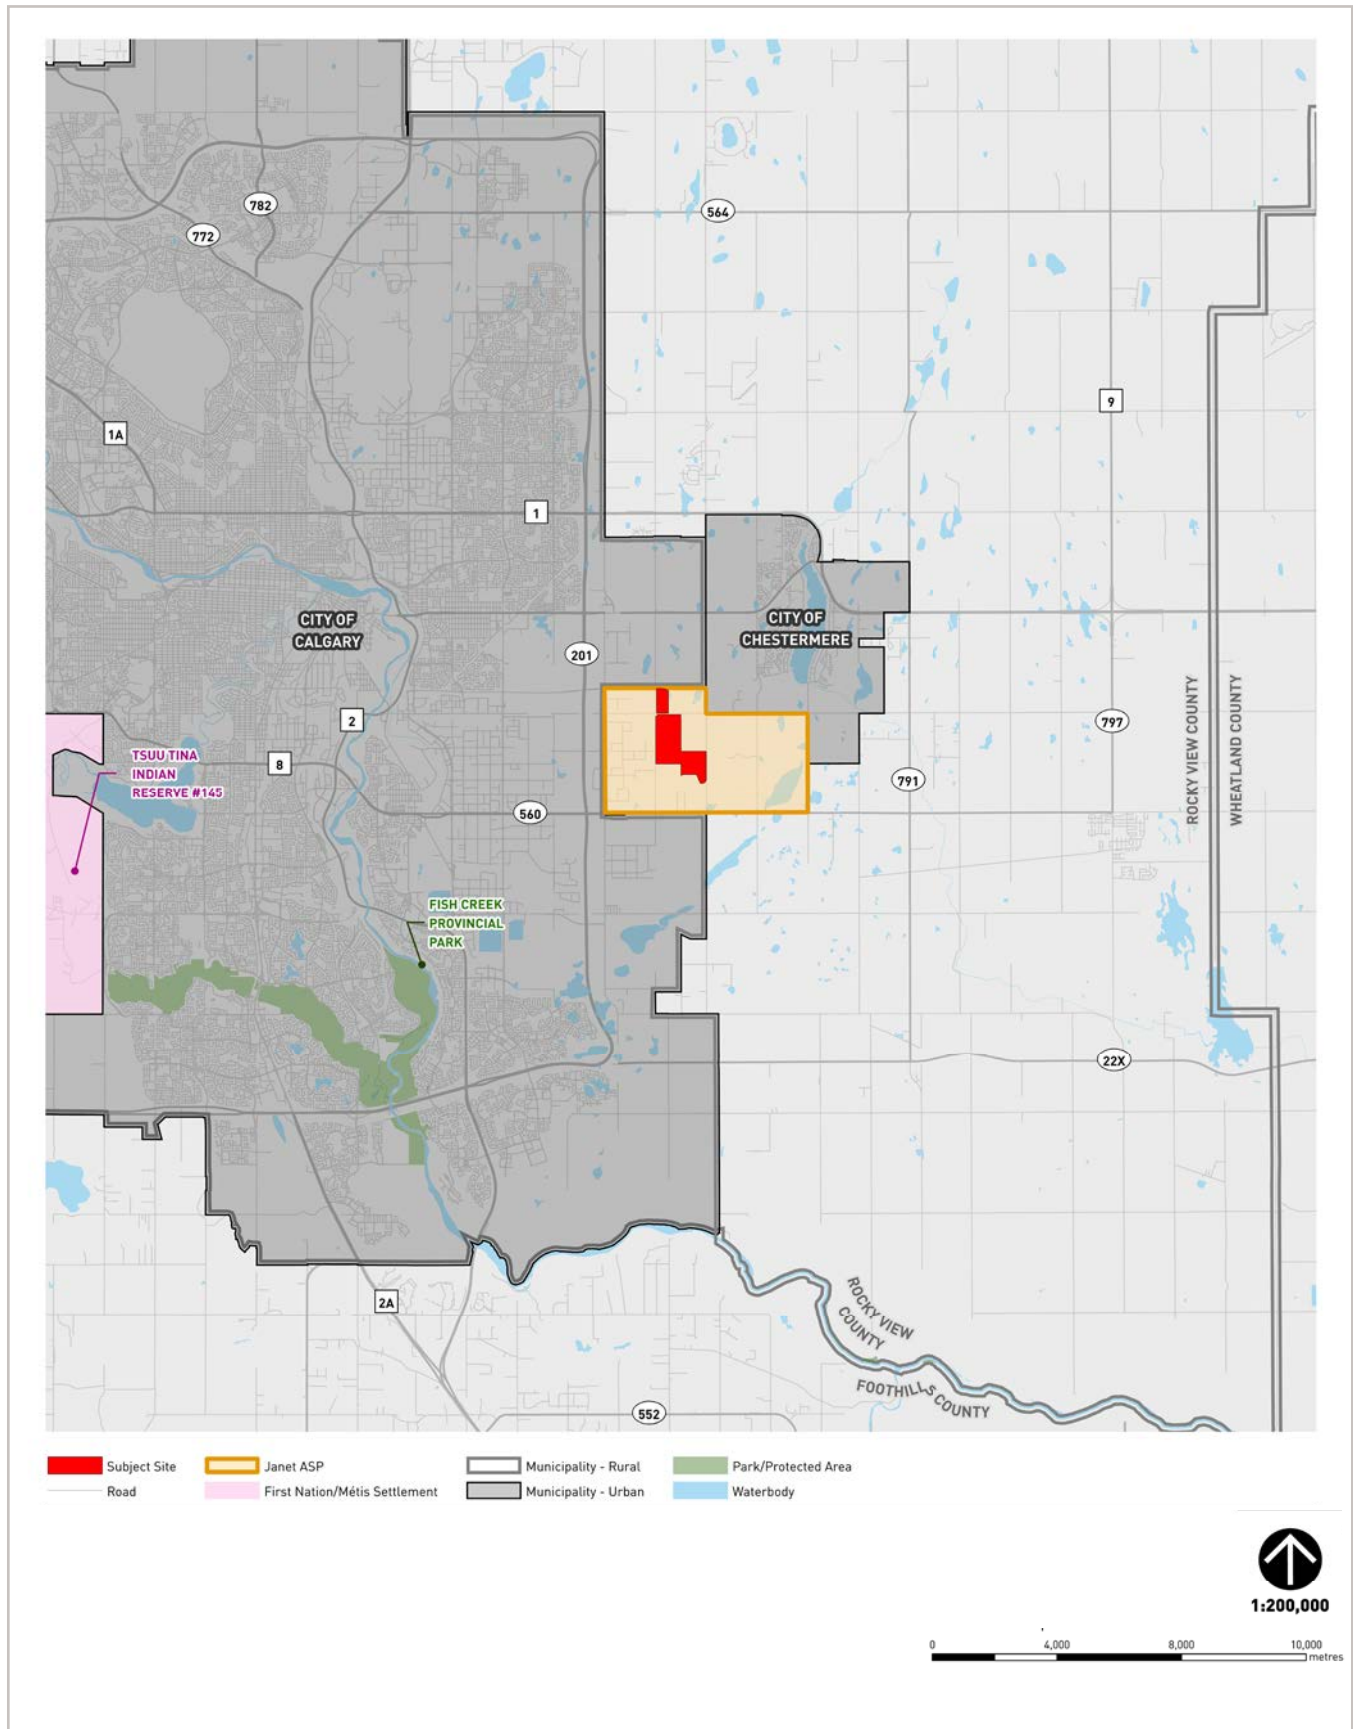 782
772
564
9
1A
1
CITY OF
CALGARY
CITY OF
CHESTERMERE
201
2
8
TSUU TINA
INDIAN
RESERVE #145
560
791
797
ROCKY VIEW COUNTY
WHEATLAND COUNTY
FISH CREEK
PROVINCIAL
PARK
22X
2A
ROCKY VIEW
COUNTY
FOOTHILLS COUNTY
552
Subject Site
Janet ASP
Municipality - Rural
Park/Protected Area
Road
First Nation/Métis Settlement
Municipality - Urban
Waterbody
1:200,000
0 4,000 8,000 10,000
metres